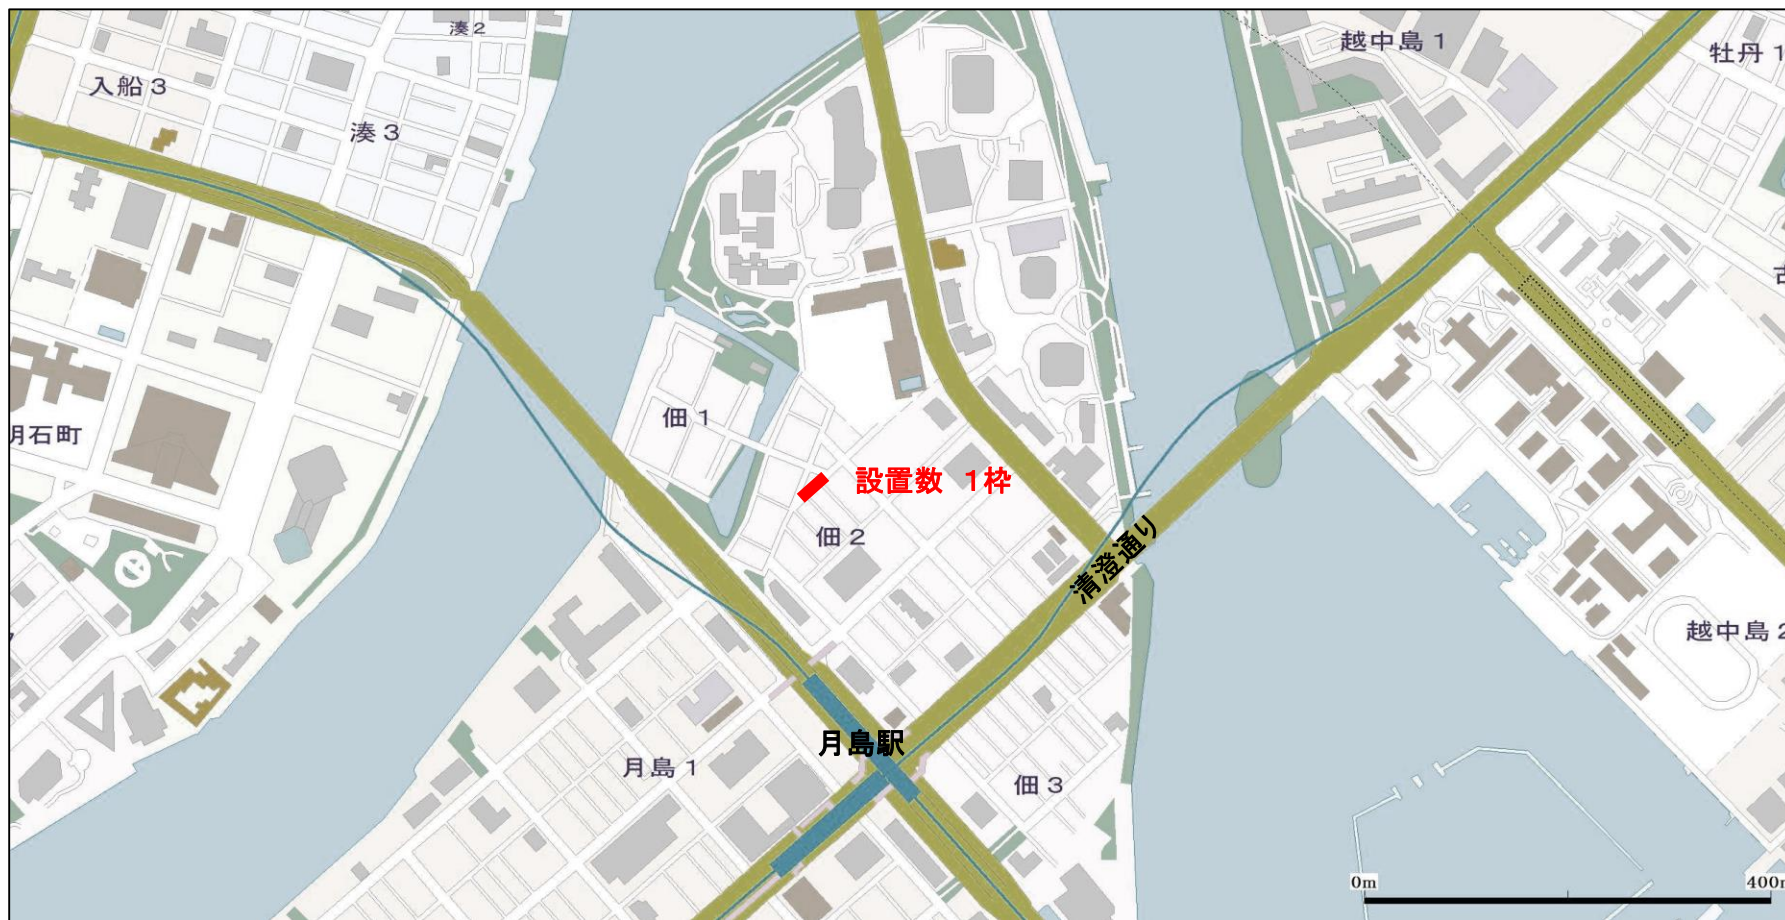 湊2
越中島1
牡丹1
入船3
湊3
佃1
明石町
設置数 1枠
佃2
清澄通り
越中島2
月島駅
月島1
佃3
0m
400m